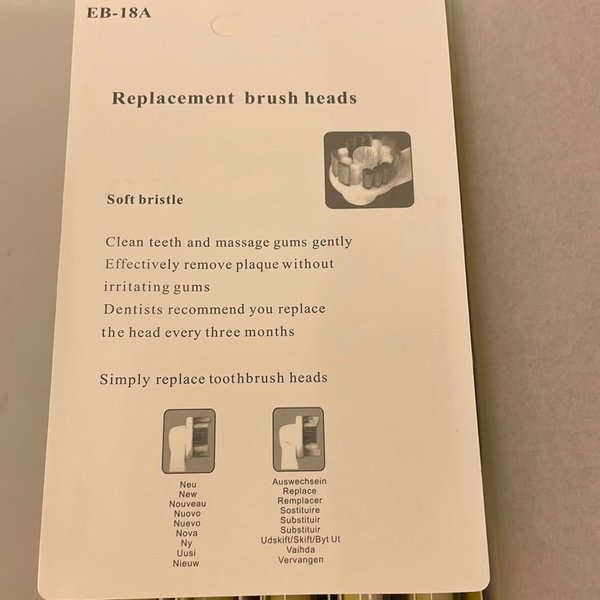 EB-18A
Replacement brush heads
Soft bristle
Clean teeth and massage gums gently
Effectively remove plaque without
irritating gums
Dentists recommend you replace
the head every three months
Simply replace toothbrush heads
Neu
New
Nouveau
Nuovo
Nuevo
Nova
Ny
Uusi
Nieuw
Auswechsein
Replace
Remplacer
Sostituire
Substituir
Substituir
Udskift/Skift/Byt Ut
Vaihda
Vervangen